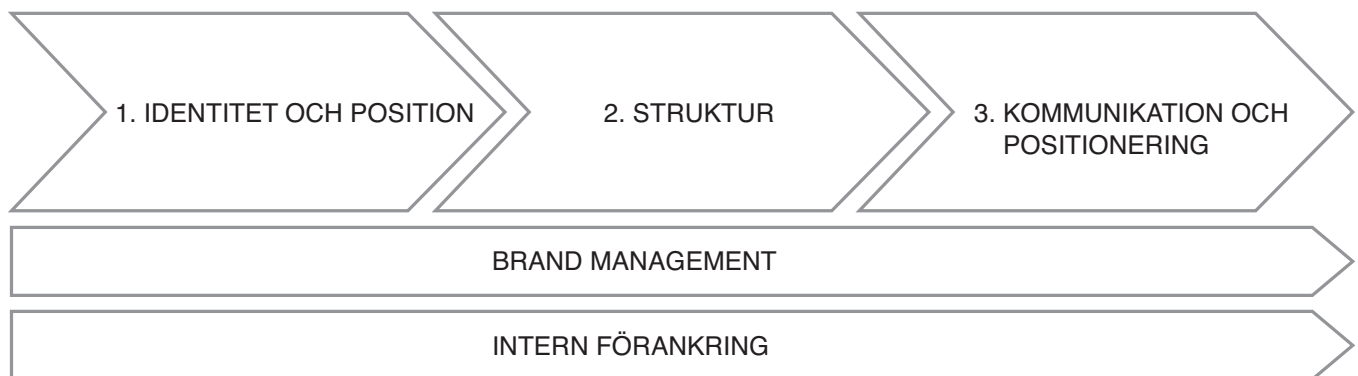 1. IDENTITET OCH POSITION
2. STRUKTUR
3. KOMMUNIKATION OCH
POSITIONERING
BRAND MANAGEMENT
INTERN FÖRANKRING